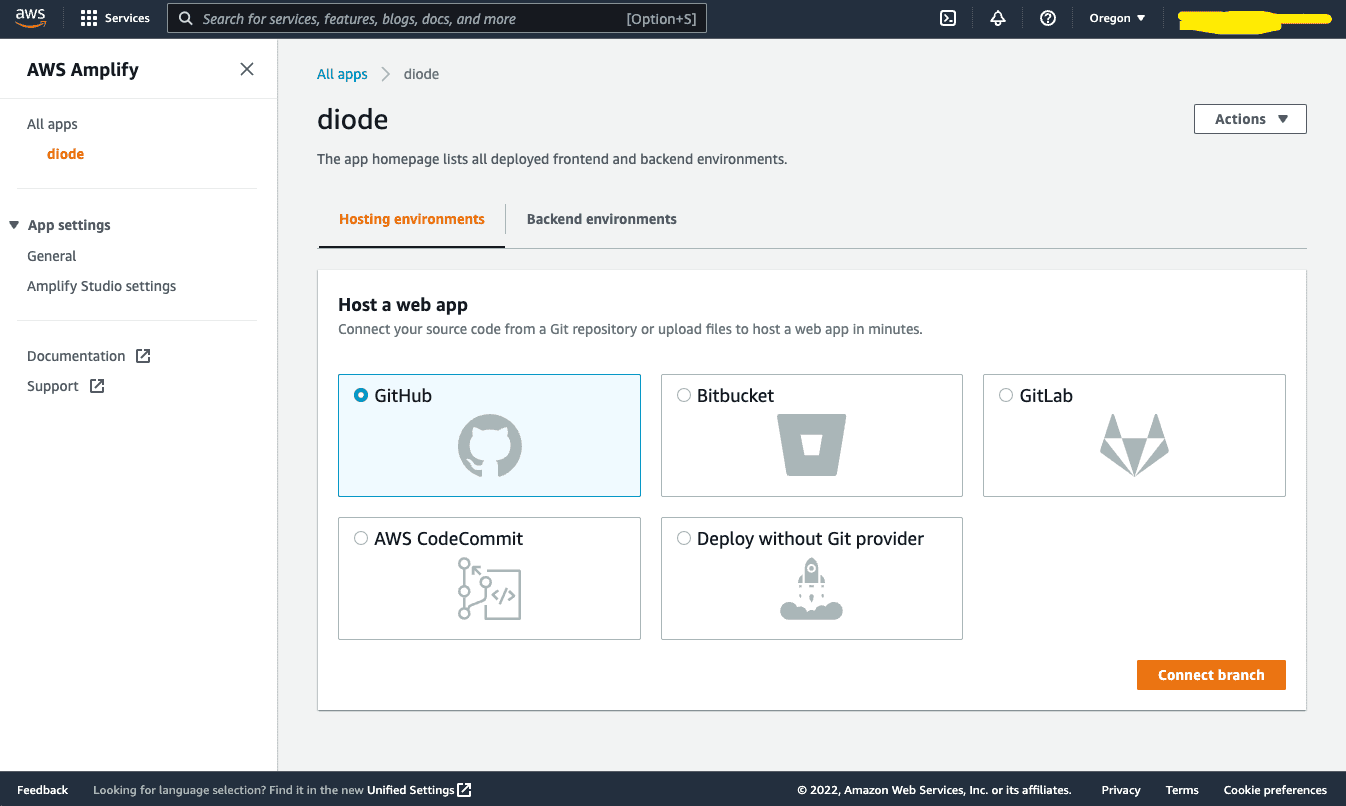 aws
Services
Search for services, features, blogs, docs, and more
[Option+S]
Oregon
AWS Amplify
All apps
diode
App settings
General
Amplify Studio settings
Documentation
Support
All apps
diode
diode
Actions
The app homepage lists all deployed frontend and backend environments.
Hosting environments
Backend environments
Host a web app
Connect your source code from a Git repository or upload files to host a web app in minutes.
GitHub
Bitbucket
GitLab
AWS CodeCommit
</>
Deploy without Git provider
Connect branch
Feedback
Looking for language selection? Find it in the new Unified Settings
© 2022, Amazon Web Services, Inc. or its affiliates.
Privacy
Terms
Cookie preferences